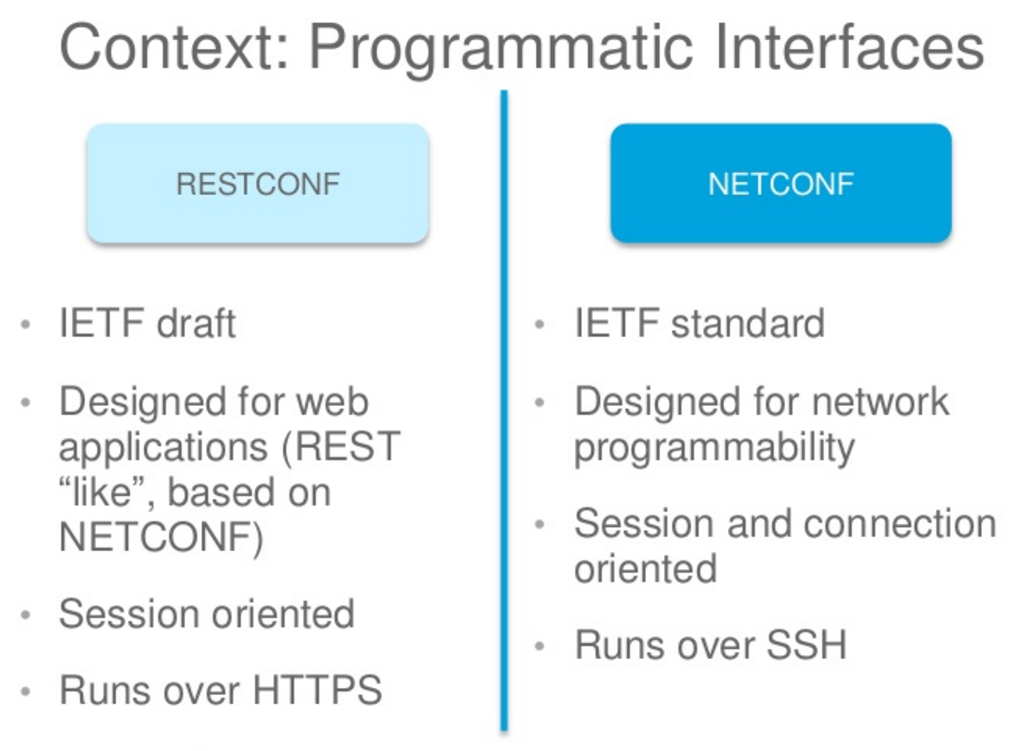 Context: Programmatic Interfaces
RESTCONF
• IETF draft
• Designed for web
applications (REST
“like”, based on
NETCONF)
• Session oriented
• Runs over HTTPS
NETCONF
• IETF standard
• Designed for network
programmability
• Session and connection
oriented
• Runs over SSH